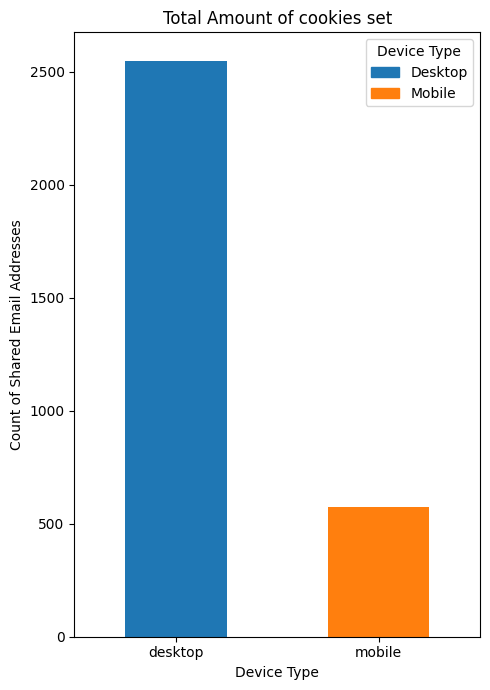 Total Amount of cookies set
Device Type
Desktop
Mobile
Count of Shared Email Addresses
2500
2000
1500
1000
500
0
desktop
mobile
Device Type